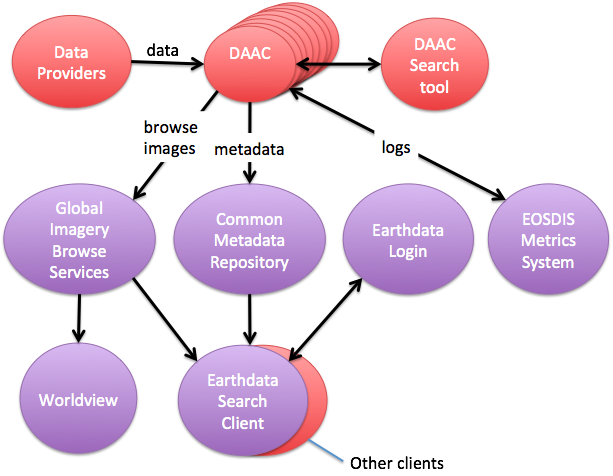 Data
Providers
data
DAAC
DAAC
Search
tool
browse
images
metadata
logs
Global
Imagery
Browse
Services
Common
Metadata
Repository
Earthdata
Login
EOSDIS
Metrics
System
Worldview
Earthdata
Search
Client
Other clients